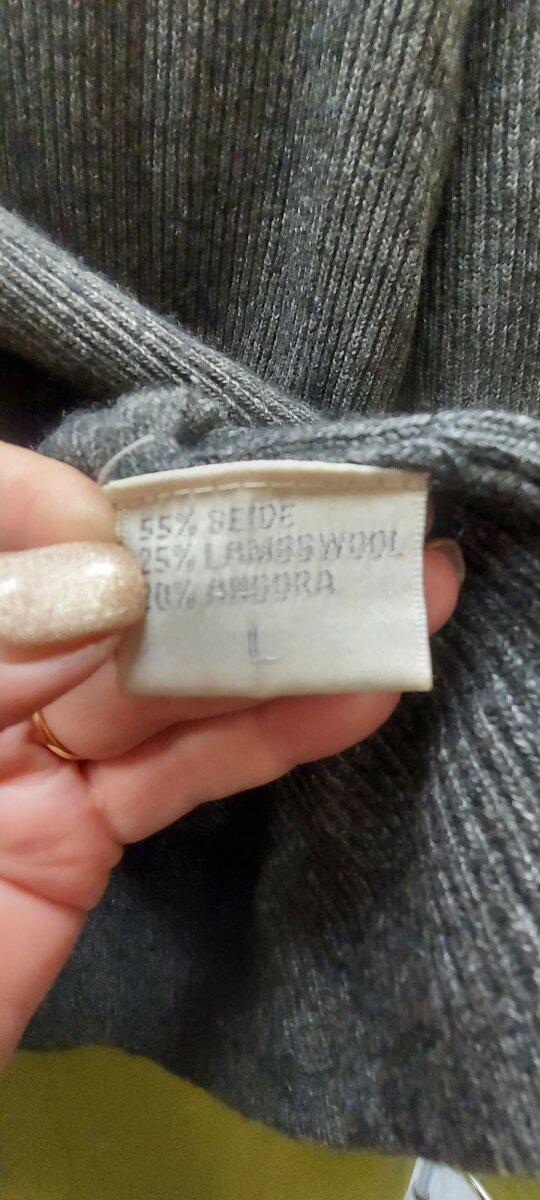 55% SEIDE
25% LAMBSWOOL
20% ANGORA
L